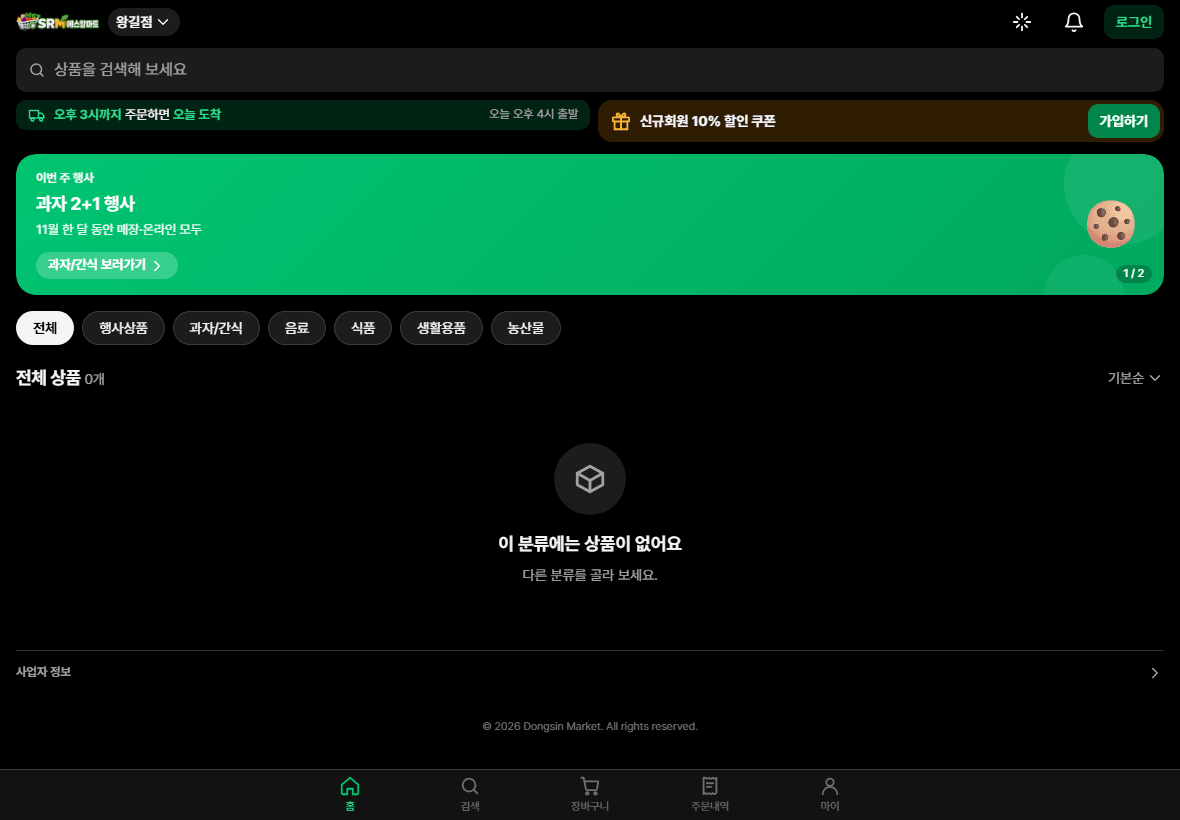 SRM에스알마트
왕길점
로그인
상품을 검색해 보세요
오후 3시까지 주문하면 오늘 도착
오늘 오후 4시 출발
신규회원 10% 할인 쿠폰
가입하기
이번 주 행사
과자 2+1 행사
11월 한 달 동안 매장·온라인 모두
과자/간식 보러가기
1 / 2
전체
행사상품
과자/간식
음료
식품
생활용품
농산물
전체 상품 0개
기본순
이 분류에는 상품이 없어요
다른 분류를 골라 보세요.
사업자 정보
© 2026 Dongsin Market. All rights reserved.
홈
검색
장바구니
주문내역
마이